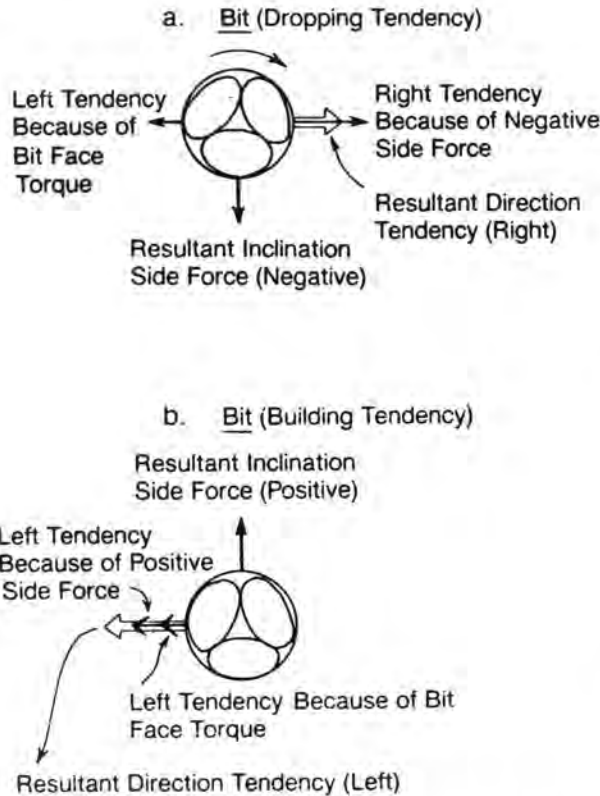 a. Bit (Dropping Tendency)
Left Tendency
Because of
Bit Face
Torque
Right Tendency
Because of Negative
Side Force
Resultant Direction
Tendency (Right)
Resultant Inclination
Side Force (Negative)
b. Bit (Building Tendency)
Resultant Inclination
Side Force (Positive)
Left Tendency
Because of Positive
Side Force
Left Tendency Because of Bit
Face Torque
Resultant Direction Tendency (Left)